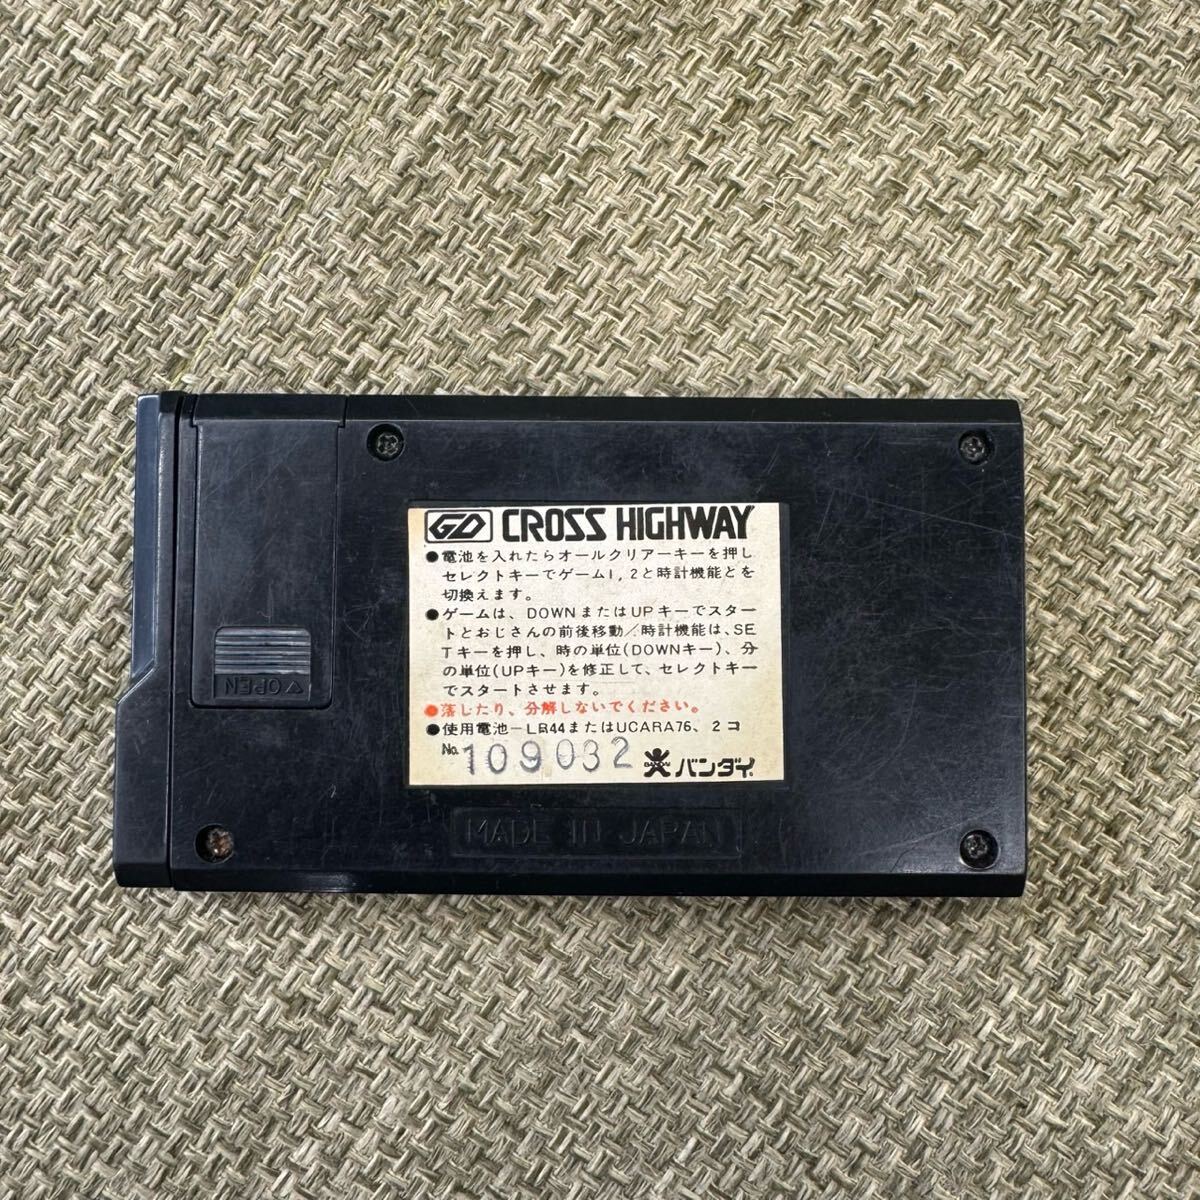 GD CROSS HIGHWAY
●電池を入れたらオールクリアーキーを押し
セレクトキーでゲーム1,2と時計機能とを
切換えます。
●ゲームは、DOWNまたはUPキーでスター
トとおじさんの前後移動/時計機能は、SE
Tキーを押し、時の単位(DOWNキー)、分
の単位(UPキー)を修正して、セレクトキー
でスタートさせます。
●落したり、分解しないでください。
●使用電池-LR44またはUCARA76、2コ
No.109032 バンダイ
▽OPEN
MADE IN JAPAN